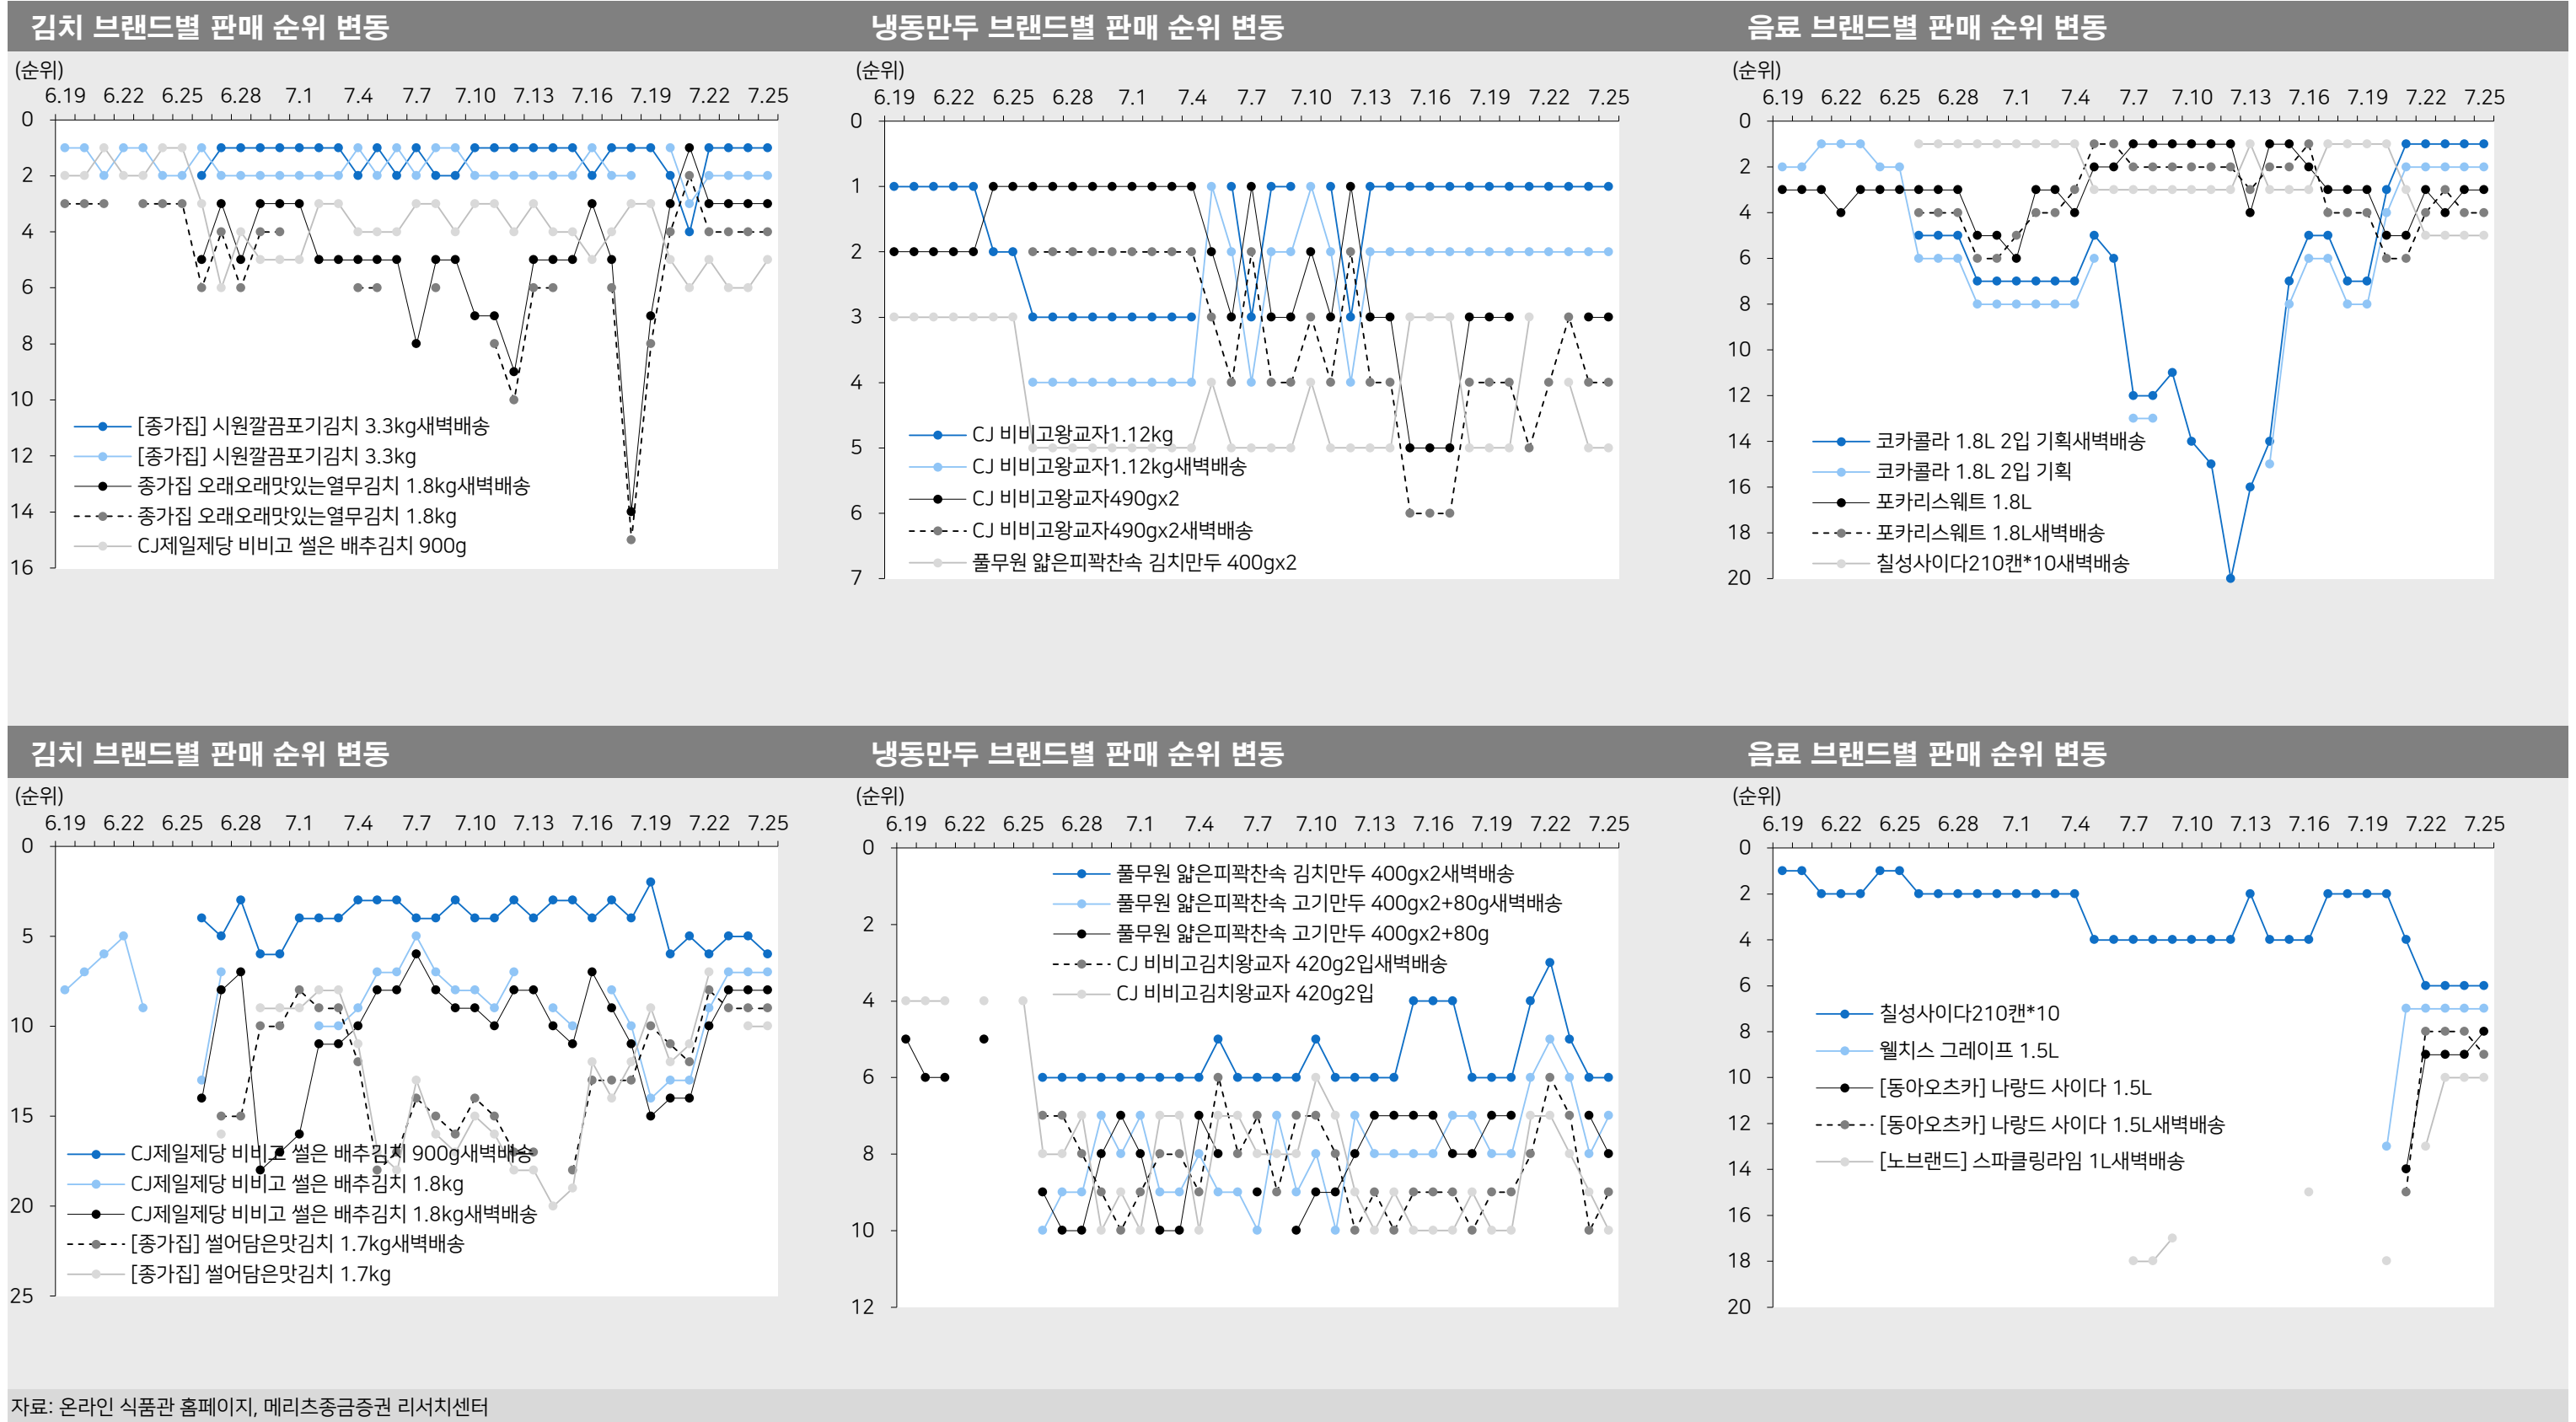 김치 브랜드별 판매 순위 변동
냉동만두 브랜드별 판매 순위 변동
음료 브랜드별 판매 순위 변동
(순위)
6.19 6.22 6.25 6.28 7.1 7.4 7.7 7.10 7.13 7.16 7.19 7.22 7.25
0
2
4
6
8
10
12
14
16
[종가집] 시원깔끔포기김치 3.3kg새벽배송
[종가집] 시원깔끔포기김치 3.3kg
종가집 오래오래맛있는열무김치 1.8kg새벽배송
종가집 오래오래맛있는열무김치 1.8kg
CJ제일제당 비비고 썰은 배추김치 900g
(순위)
6.19 6.22 6.25 6.28 7.1 7.4 7.7 7.10 7.13 7.16 7.19 7.22 7.25
0
1
2
3
4
5
6
7
CJ 비비고왕교자1.12kg
CJ 비비고왕교자1.12kg새벽배송
CJ 비비고왕교자490gx2
CJ 비비고왕교자490gx2새벽배송
풀무원 얇은피꽉찬속 김치만두 400gx2
(순위)
6.19 6.22 6.25 6.28 7.1 7.4 7.7 7.10 7.13 7.16 7.19 7.22 7.25
0
2
4
6
8
10
12
14
16
18
20
코카콜라 1.8L 2입 기획새벽배송
코카콜라 1.8L 2입 기획
포카리스웨트 1.8L
포카리스웨트 1.8L새벽배송
칠성사이다210캔*10새벽배송
김치 브랜드별 판매 순위 변동
냉동만두 브랜드별 판매 순위 변동
음료 브랜드별 판매 순위 변동
(순위)
6.19 6.22 6.25 6.28 7.1 7.4 7.7 7.10 7.13 7.16 7.19 7.22 7.25
0
5
10
15
20
25
CJ제일제당 비비고 썰은 배추김치 900g새벽배송
CJ제일제당 비비고 썰은 배추김치 1.8kg
CJ제일제당 비비고 썰은 배추김치 1.8kg새벽배송
[종가집] 썰어담은맛김치 1.7kg새벽배송
[종가집] 썰어담은맛김치 1.7kg
(순위)
6.19 6.22 6.25 6.28 7.1 7.4 7.7 7.10 7.13 7.16 7.19 7.22 7.25
0
2
4
6
8
10
12
풀무원 얇은피꽉찬속 김치만두 400gx2새벽배송
풀무원 얇은피꽉찬속 고기만두 400gx2+80g새벽배송
풀무원 얇은피꽉찬속 고기만두 400gx2+80g
CJ 비비고김치왕교자 420g2입새벽배송
CJ 비비고김치왕교자 420g2입
(순위)
6.19 6.22 6.25 6.28 7.1 7.4 7.7 7.10 7.13 7.16 7.19 7.22 7.25
0
2
4
6
8
10
12
14
16
18
20
칠성사이다210캔*10
웰치스 그레이프 1.5L
[동아오츠카] 나랑드 사이다 1.5L
[동아오츠카] 나랑드 사이다 1.5L새벽배송
[노브랜드] 스파클링라임 1L새벽배송
자료: 온라인 식품관 홈페이지, 메리츠종금증권 리서치센터